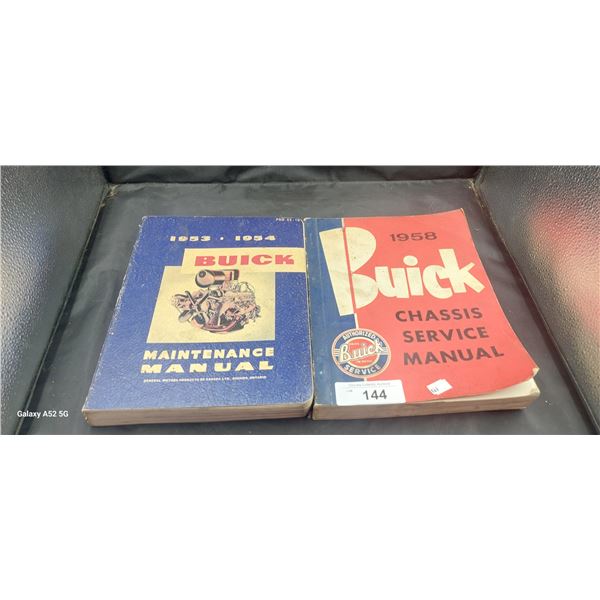 1953 • 1954
BUICK
MAINTENANCE
MANUAL
GENERAL MOTORS PRODUCTS OF CANADA LTD., OSHAWA, ONTARIO
1958
Buick
CHASSIS
SERVICE
MANUAL
AUTHORIZED
Buick
SERVICE
144
Galaxy A52 5G